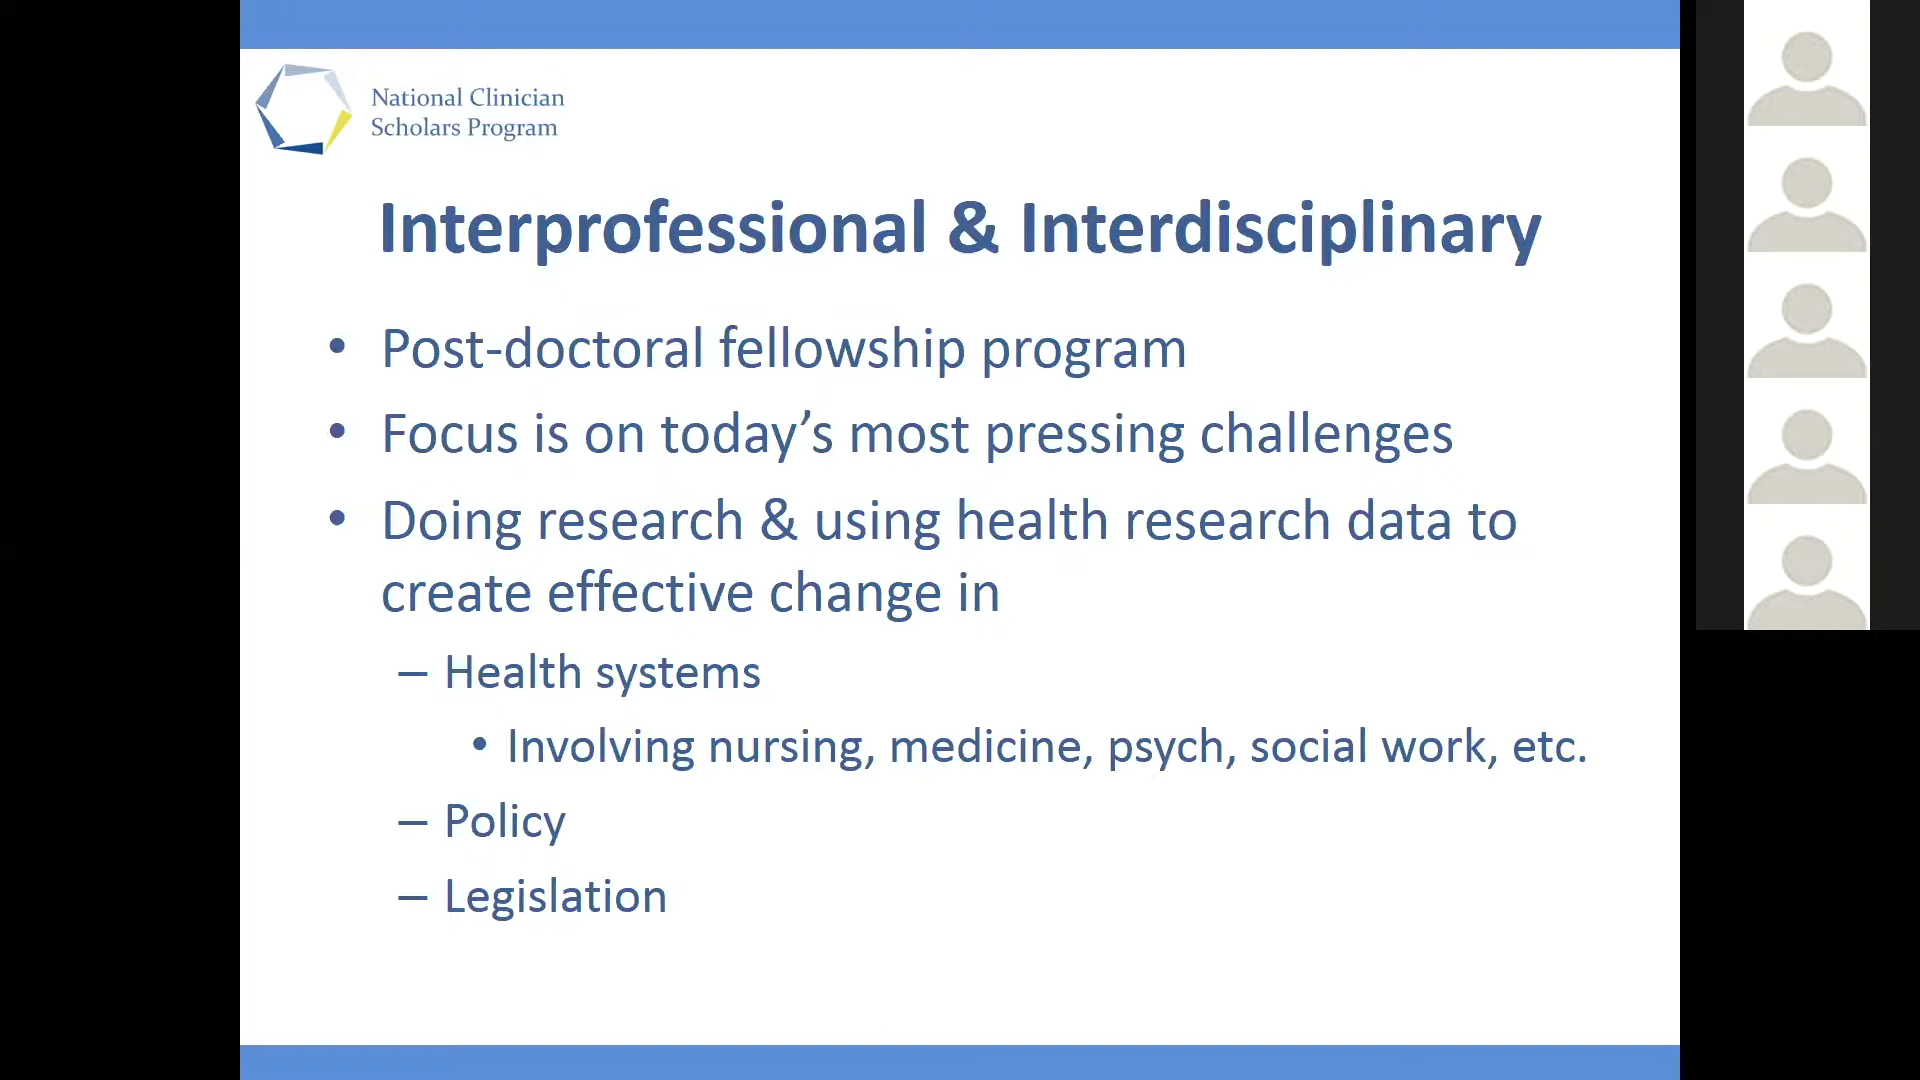 National Clinician
Scholars Program
Interprofessional & Interdisciplinary
• Post-doctoral fellowship program
• Focus is on today’s most pressing challenges
• Doing research & using health research data to
create effective change in
– Health systems
• Involving nursing, medicine, psych, social work, etc.
– Policy
– Legislation